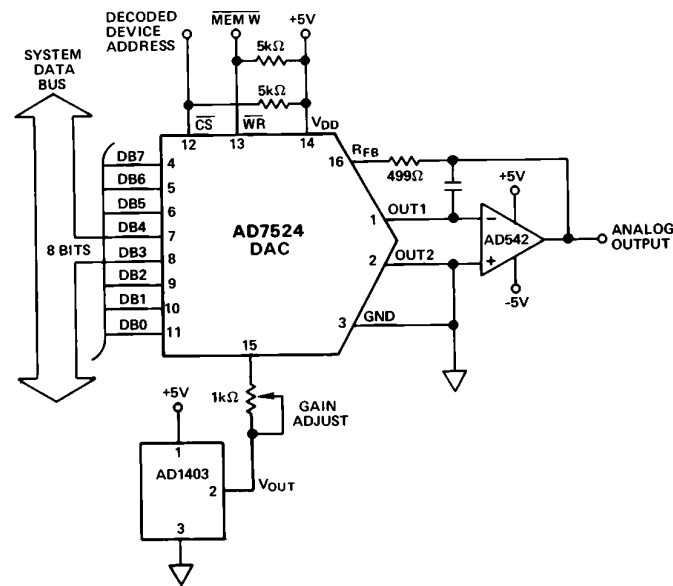 DECODED
DEVICE
ADDRESS
MEM W
+5V
5kΩ
5kΩ
SYSTEM
DATA
BUS
CS
WR
VDD
12
13
14
DB7
4
DB6
5
DB5
6
DB4
7
8 BITS
DB3
8
DB2
9
DB1
10
DB0
11
AD7524
DAC
16
RFB
499Ω
1
OUT1
2
OUT2
3
GND
+5V
−
AD542
+
-5V
ANALOG
OUTPUT
15
1kΩ
GAIN
ADJUST
+5V
1
AD1403
2
VOUT
3